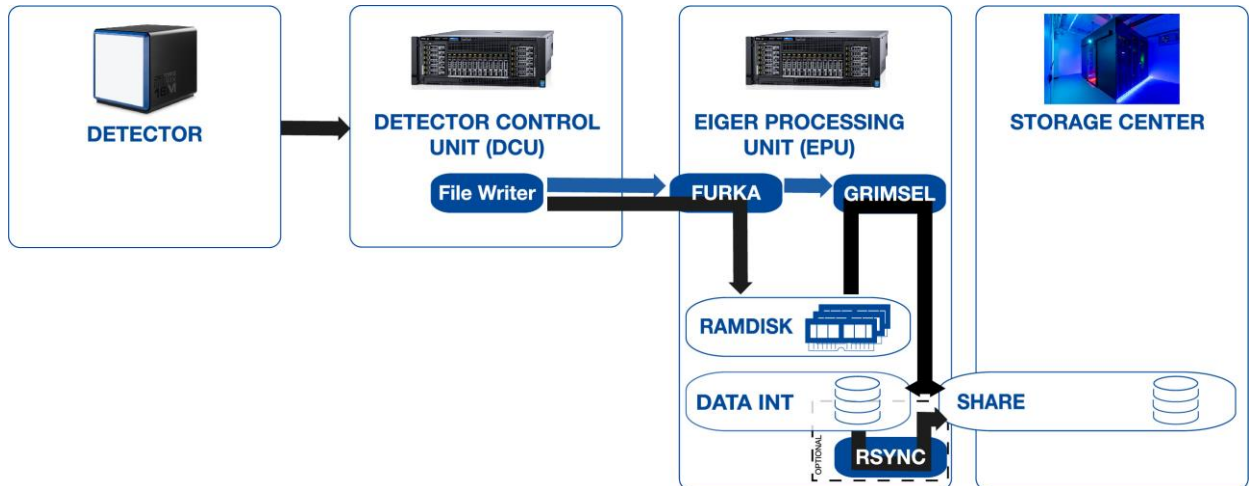 DETECTOR
DETECTOR CONTROL
UNIT (DCU)
EIGER PROCESSING
UNIT (EPU)
STORAGE CENTER
File Writer
FURKA
GRIMSEL
RAMDISK
DATA INT
SHARE
OPTIONAL
RSYNC